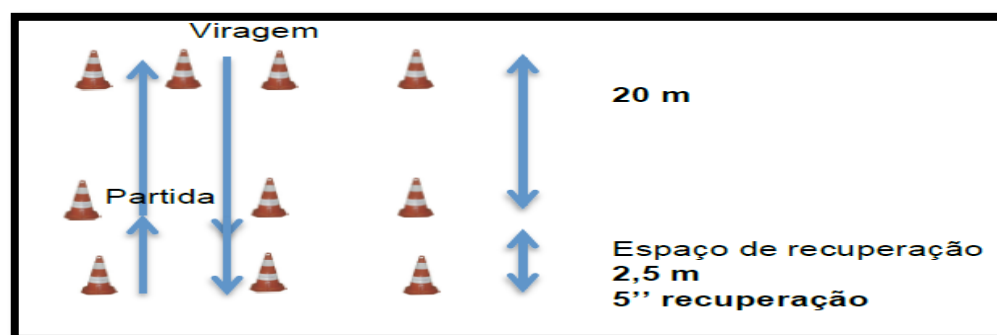 Viragem
20 m
Partida
Espaço de recuperação
2,5 m
5’’ recuperação